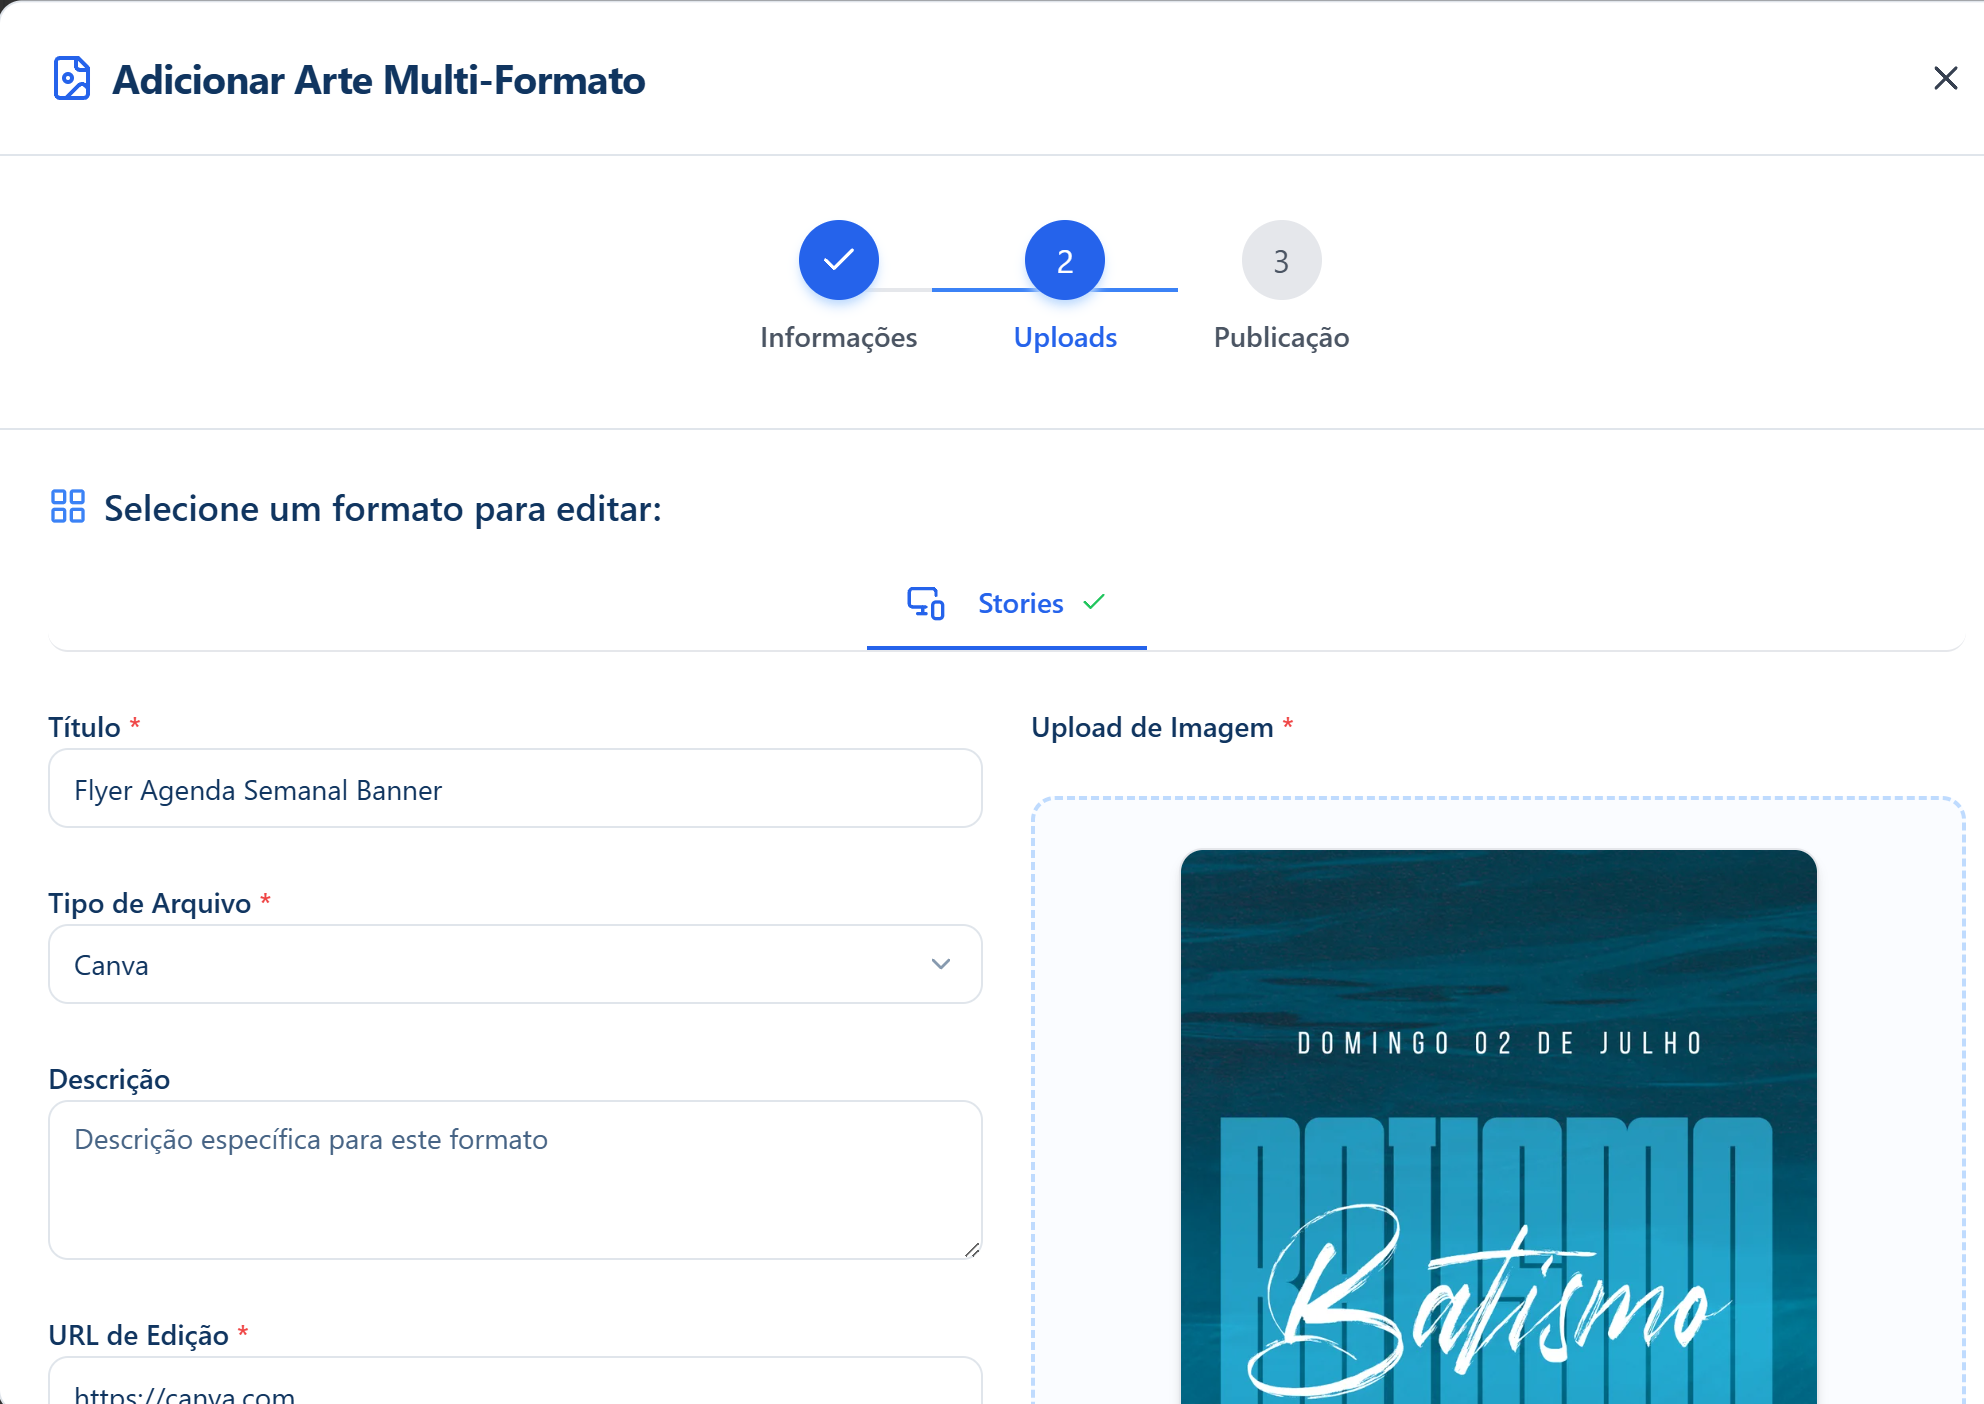 Adicionar Arte Multi-Formato
2
3
Informações
Uploads
Publicação
Selecione um formato para editar:
Stories
Título *
Upload de Imagem *
Flyer Agenda Semanal Banner
Tipo de Arquivo *
Canva
DOMINGO 02 DE JULHO
Descrição *
Descrição específica para este formato
BATISMO
Batismo
URL de Edição *
https://canva.com